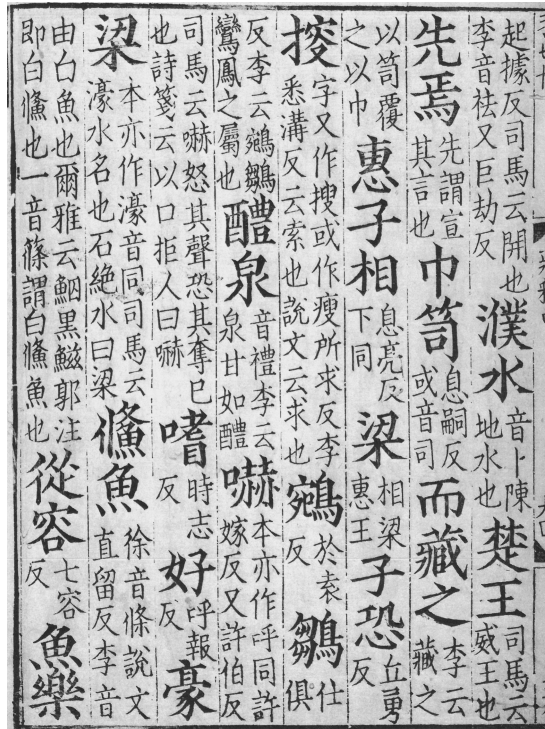 起據反司馬云開也李音祛又巨劫反濮水音卜陳地水也楚王司馬云威王也
先焉先謂宣其言也巾笥息嗣反或音司而藏之李云藏之
以笥覆之以巾惠子相息亮反下同梁相梁惠王子恐丘勇反
𢯱字又作搜或作瘦所求反李悉溝反云索也說文云求也鵷於袁反鶵仕俱
反李云鵷鶵鸞鳳之屬也醴泉音禮李云泉甘如醴嚇本亦作呼同許嫁反又許伯反
司馬云嚇怒其聲恐其奪巳也詩箋云以口拒人曰嚇嗜時志反好呼報反豪
梁本亦作濠音同司馬云濠水名也石絶水曰梁鯈魚徐音條說文直留反李音
由白魚也爾雅云鮂黑鰦郭注即白鯈也一音篠謂白鯈魚也從容七容反魚樂